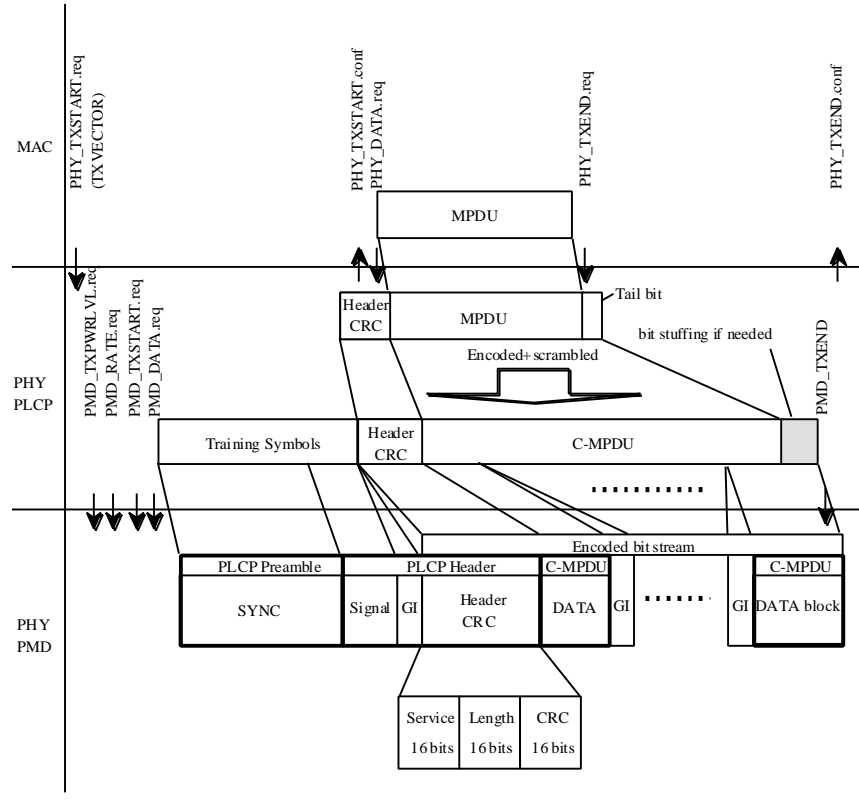 PHY_TXSTART.req
(TXVECTOR)
PHY_TXSTART.conf
PHY_DATA.req
PHY_TXEND.req
PHY_TXEND.conf
MAC
MPDU
PMD_TXPWRLVL.req
PMD_RATE.req
PMD_TXSTART.req
PMD_DATA.req
Header
CRC
MPDU
Tail bit
bit stuffing if needed
PMD_TXEND
Encoded+scrambled
PHY
PLCP
Training Symbols
Header
CRC
C-MPDU
Encoded bit stream
PLCP Preamble
PLCP Header
C-MPDU
C-MPDU
PHY
PMD
SYNC
Signal
GI
Header
CRC
DATA
GI
GI
DATA block
Service
16 bits
Length
16 bits
CRC
16 bits